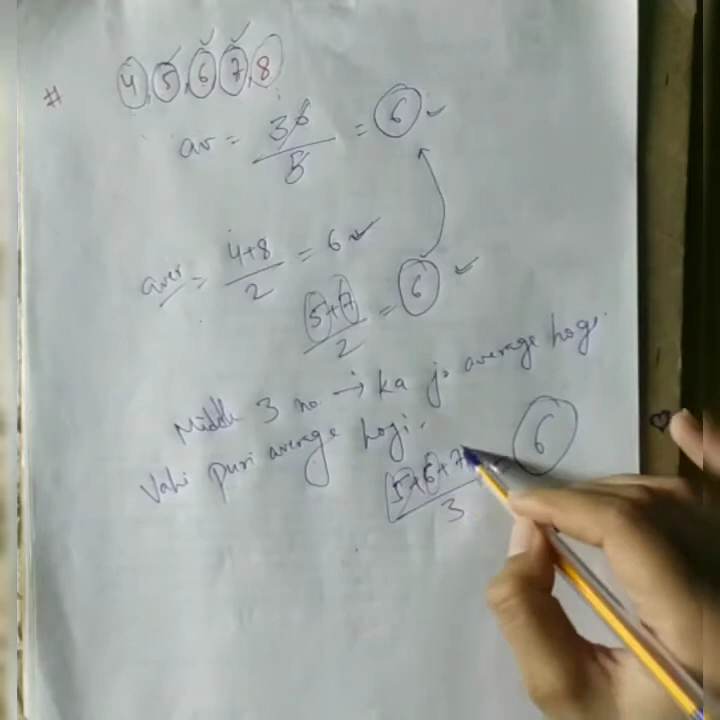 # 4, 5, 6, 7, 8
av = 36/5 = 6
aver = 4+8/2 = 6
5+7/2 = 6
Middle 3 no. → ka jo average hogi
Vahi puri average hogi.
5+6+7/3 = 6